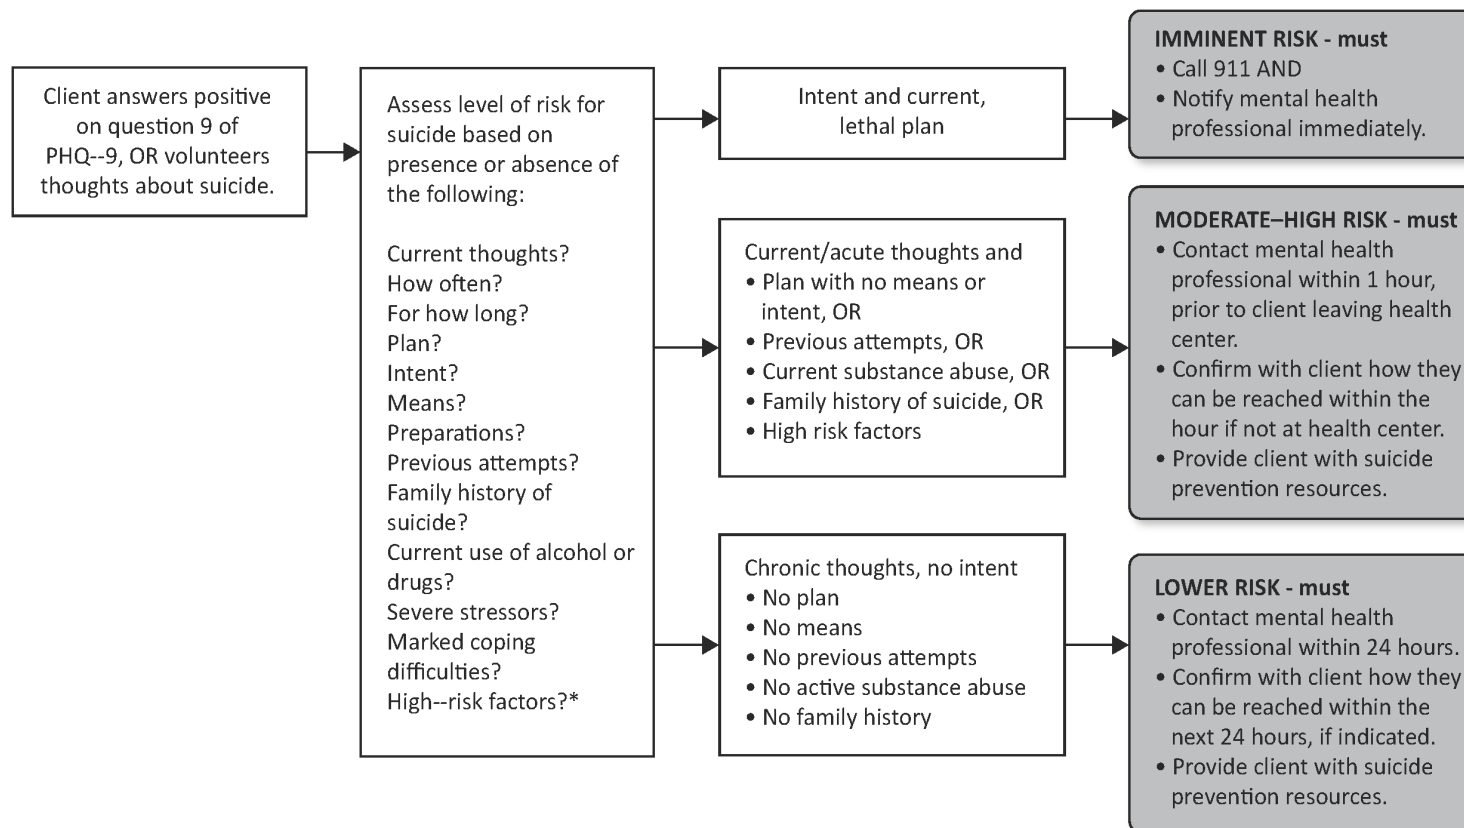 Client answers positive
on question 9 of
PHQ--9, OR volunteers
thoughts about suicide.
Assess level of risk for
suicide based on
presence or absence of
the following:
Current thoughts?
How often?
For how long?
Plan?
Intent?
Means?
Preparations?
Previous attempts?
Family history of
suicide?
Current use of alcohol or
drugs?
Severe stressors?
Marked coping
difficulties?
High--risk factors?*
Intent and current,
lethal plan
IMMINENT RISK - must
• Call 911 AND
• Notify mental health
professional immediately.
Current/acute thoughts and
• Plan with no means or
intent, OR
• Previous attempts, OR
• Current substance abuse, OR
• Family history of suicide, OR
• High risk factors
MODERATE–HIGH RISK - must
• Contact mental health
professional within 1 hour,
prior to client leaving health
center.
• Confirm with client how they
can be reached within the
hour if not at health center.
• Provide client with suicide
prevention resources.
Chronic thoughts, no intent
• No plan
• No means
• No previous attempts
• No active substance abuse
• No family history
LOWER RISK - must
• Contact mental health
professional within 24 hours.
• Confirm with client how they
can be reached within the
next 24 hours, if indicated.
• Provide client with suicide
prevention resources.